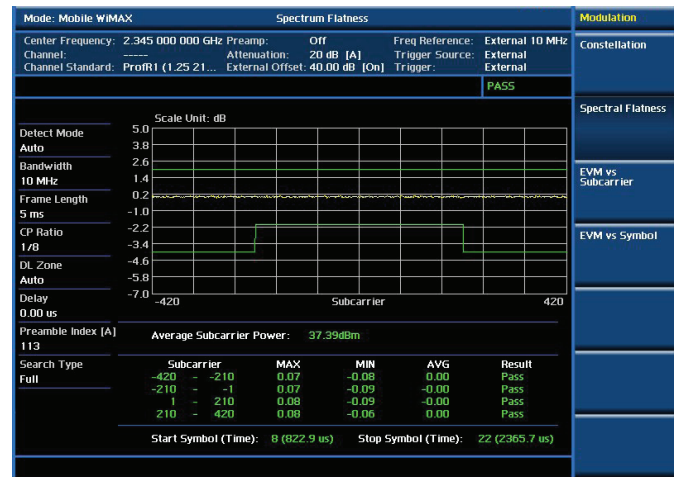 Mode: Mobile WiMAX Spectrum Flatness Modulation
Center Frequency: 2.345 000 000 GHz Preamp: Off Freq Reference: External 10 MHz
Channel: ----- Attenuation: 20 dB [A] Trigger Source: External
Channel Standard: ProfR1 (1.25 21... External Offset: 40.00 dB [On] Trigger: External
PASS
Constellation
Spectral Flatness
EVM vs
Subcarrier
EVM vs Symbol
Detect Mode
Auto
Bandwidth
10 MHz
Frame Length
5 ms
CP Ratio
1/8
DL Zone
Auto
Delay
0.00 us
Preamble Index [A]
113
Search Type
Full
Scale Unit: dB
5.0
3.8
2.6
1.4
0.2
-1.0
-2.2
-3.4
-4.6
-5.8
-7.0
-420 Subcarrier 420
Average Subcarrier Power: 37.39dBm
Subcarrier MAX MIN AVG Result
-420 - -210 0.07 -0.08 0.00 Pass
-210 - -1 0.07 -0.09 -0.00 Pass
1 - 210 0.08 -0.09 -0.00 Pass
210 - 420 0.08 -0.06 0.00 Pass
Start Symbol (Time): 8 (822.9 us) Stop Symbol (Time): 22 (2365.7 us)